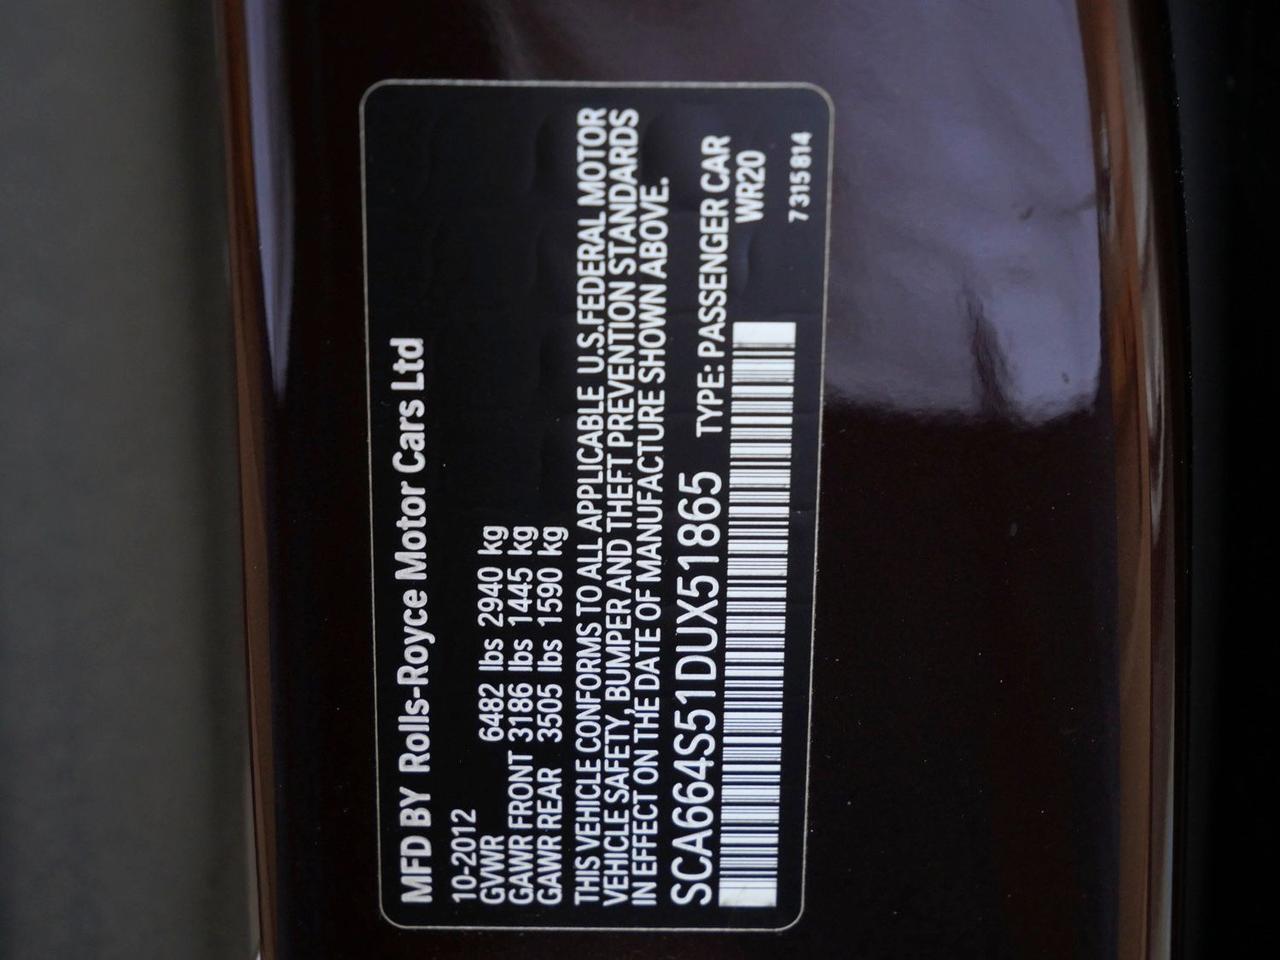 MFD BY Rolls-Royce Motor Cars Ltd
10-2012
GVWR 6482 lbs 2940 kg
GAWR FRONT 3186 lbs 1445 kg
GAWR REAR 3505 lbs 1590 kg
THIS VEHICLE CONFORMS TO ALL APPLICABLE U.S.FEDERAL MOTOR
VEHICLE SAFETY, BUMPER AND THEFT PREVENTION STANDARDS
IN EFFECT ON THE DATE OF MANUFACTURE SHOWN ABOVE.
SCA664S51DUX51865 TYPE: PASSENGER CAR
WR20
7315814